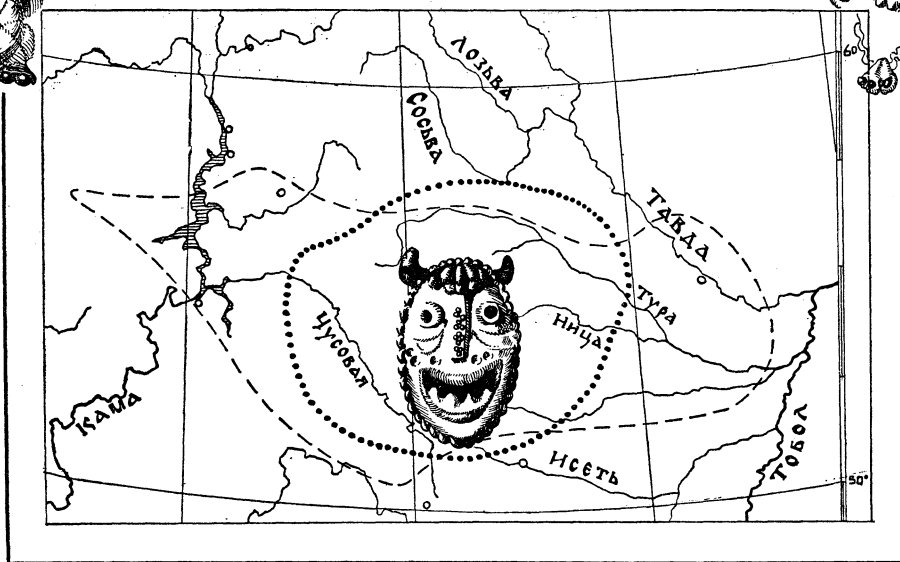 60°
Лозьва
Сосьва
Тавда
Тура
Ница
Чусовая
Кама
Исеть
Тобол
50°